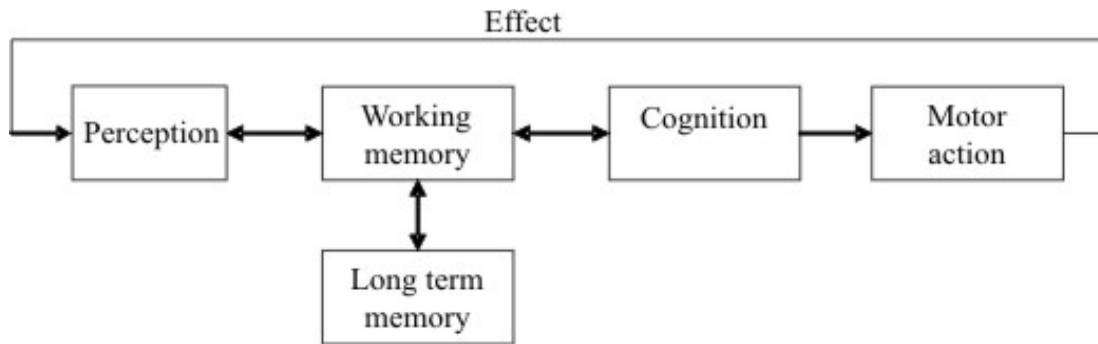 Effect
Perception
Working
memory
Cognition
Motor
action
Long term
memory